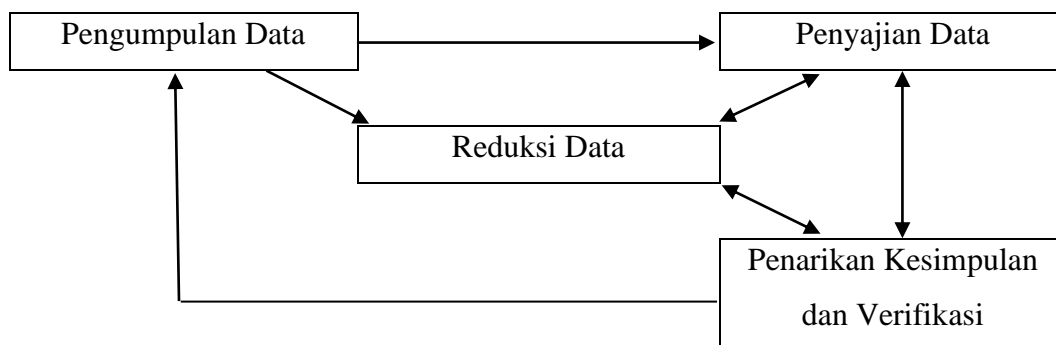 Pengumpulan Data
Penyajian Data
Reduksi Data
Penarikan Kesimpulan
dan Verifikasi